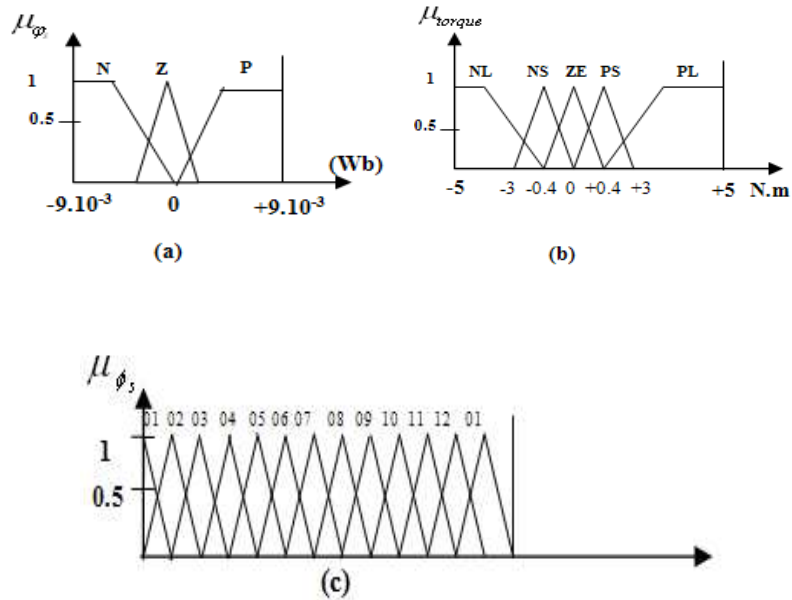 μφs
N Z P
1
0.5
(Wb)
-9.10⁻³ 0 +9.10⁻³
(a)
μtorque
NL NS ZE PS PL
1
0.5
-5 -3 -0.4 0 +0.4 +3 +5 N.m
(b)
μϕs
01 02 03 04 05 06 07 08 09 10 11 12 01
1
0.5
(c)